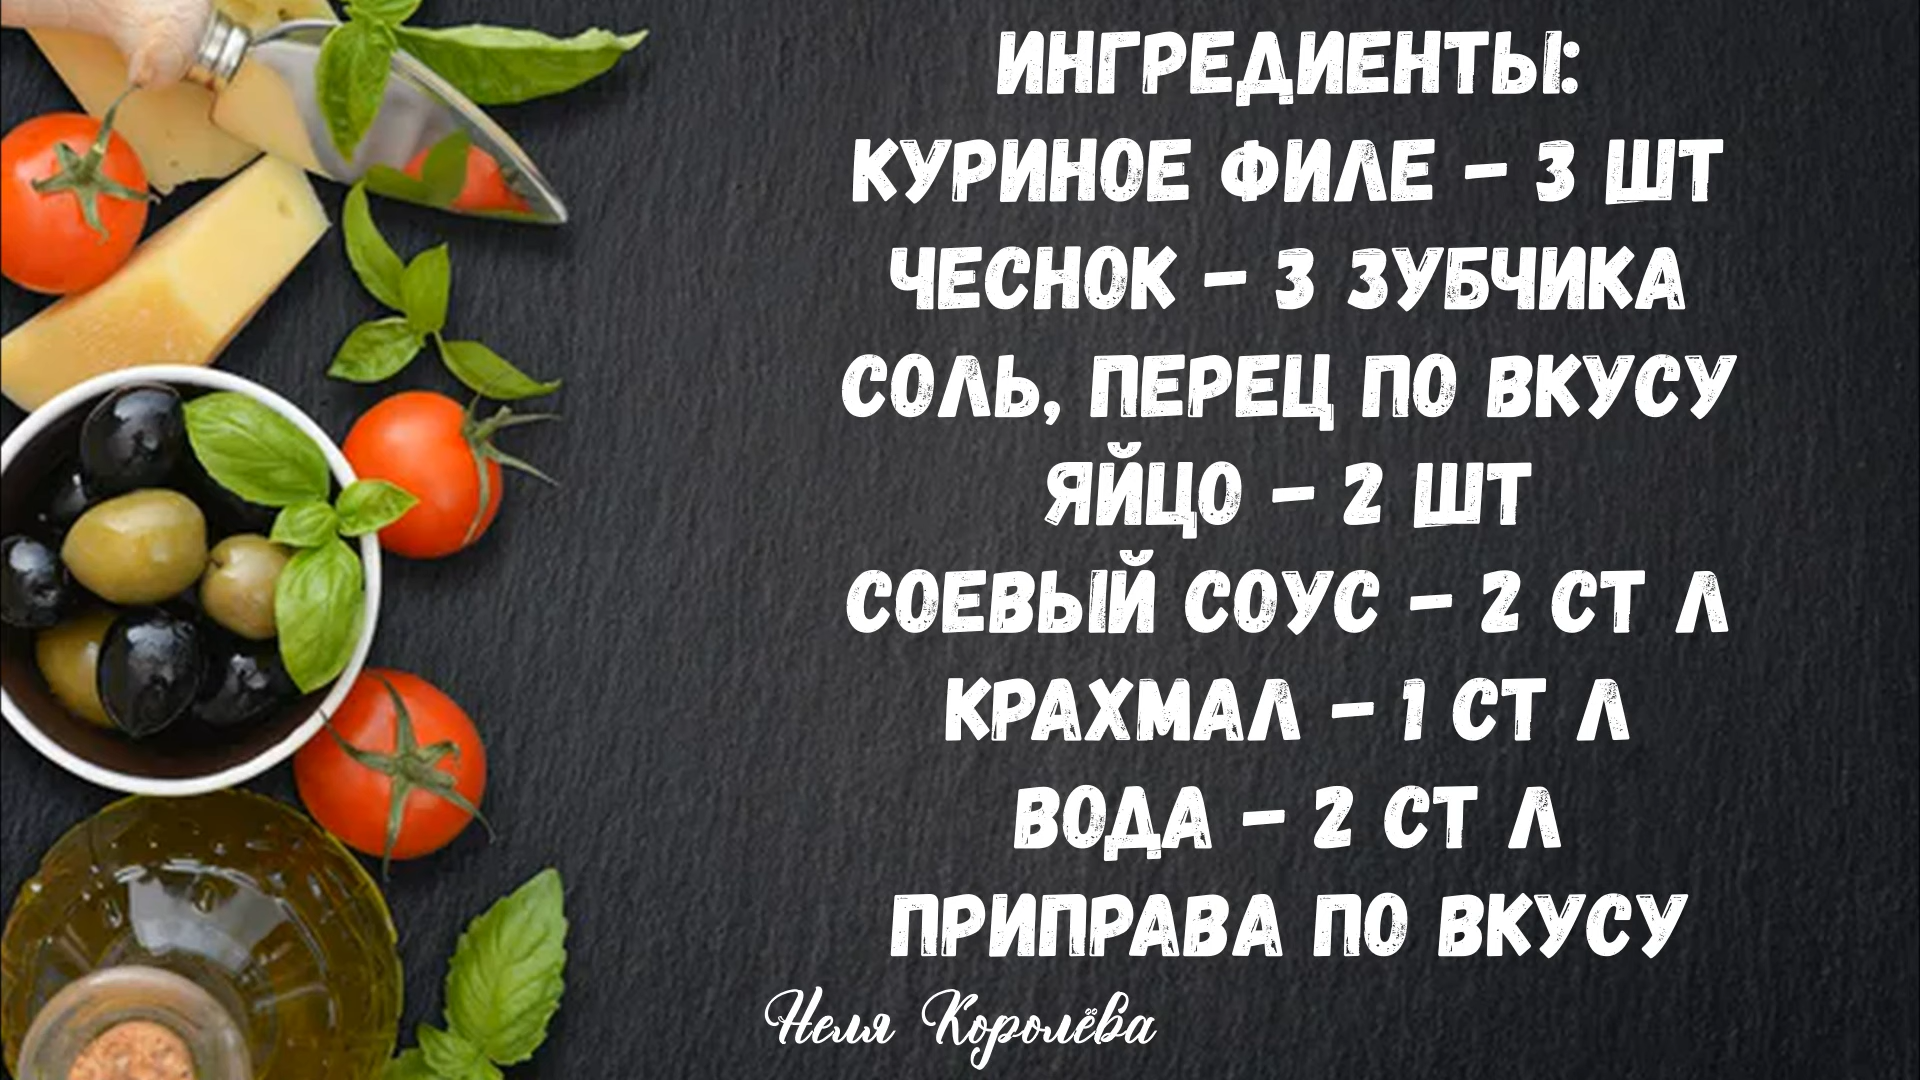 ИНГРЕДИЕНТЫ:
КУРИНОЕ ФИЛЕ - 3 ШТ
ЧЕСНОК - 3 ЗУБЧИКА
СОЛЬ, ПЕРЕЦ ПО ВКУСУ
ЯЙЦО - 2 ШТ
СОЕВЫЙ СОУС - 2 СТ Л
КРАХМАЛ - 1 СТ Л
ВОДА - 2 СТ Л
ПРИПРАВА ПО ВКУСУ
Неля Королёва